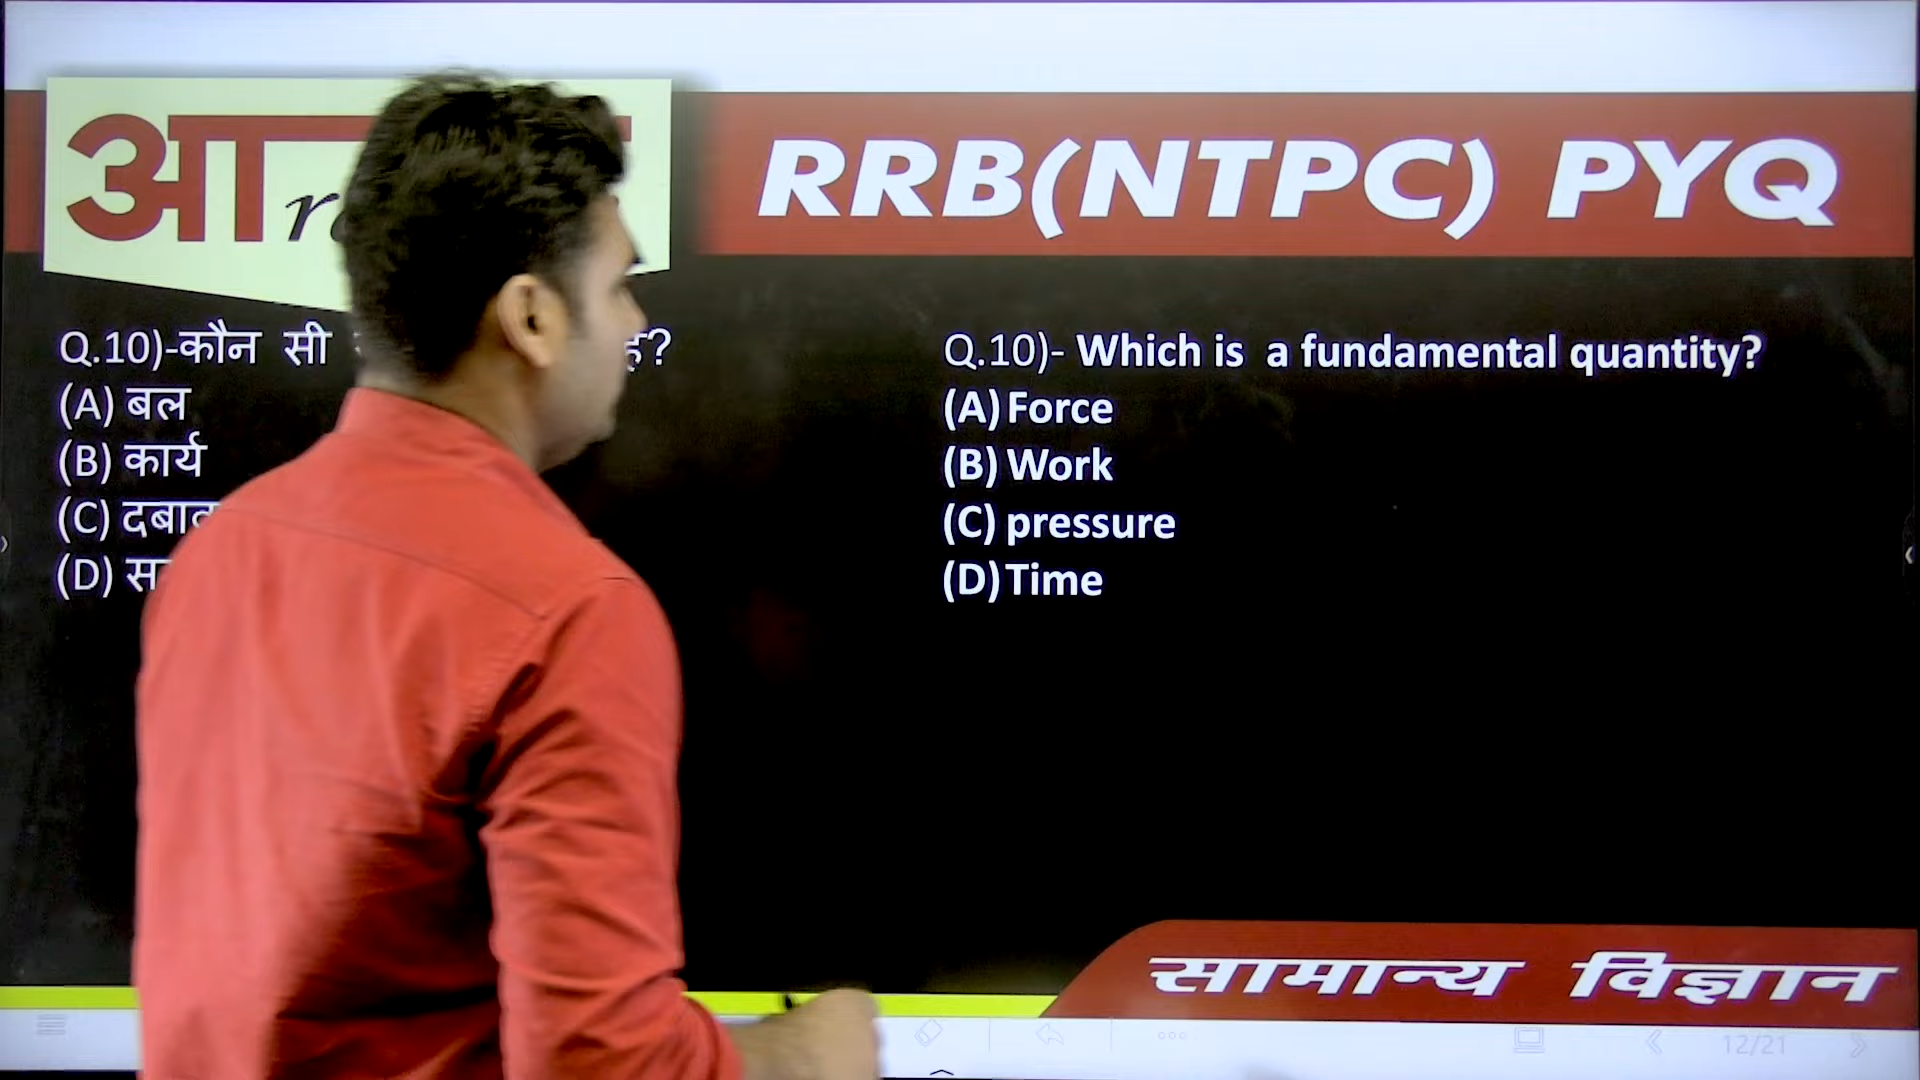 आ
RRB(NTPC) PYQ
Q.10)-कौन सी है?
(A) बल
(B) कार्य
(C) दबाव
(D)
Q.10)- Which is a fundamental quantity?
(A) Force
(B) Work
(C) pressure
(D) Time
सामान्य विज्ञान
12/21